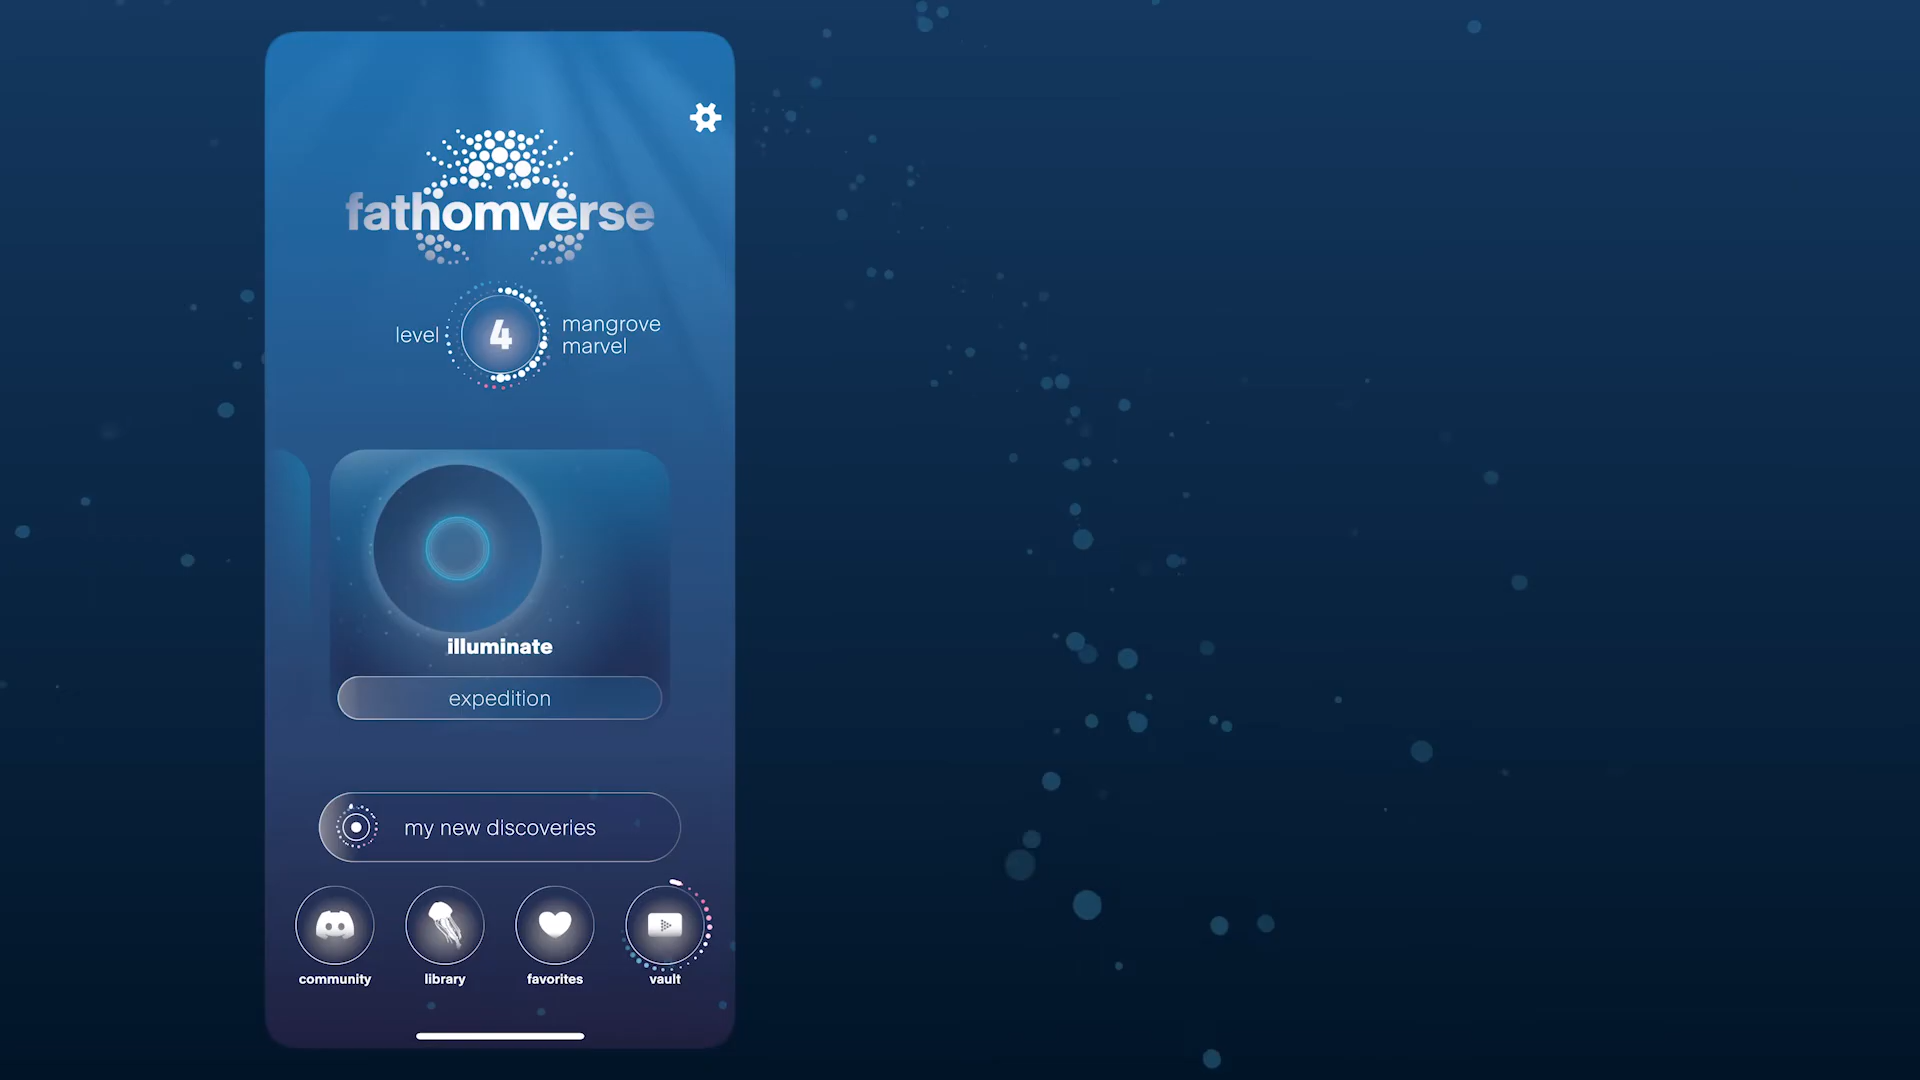 fathomverse
level
4
mangrove
marvel
illuminate
expedition
my new discoveries
community
library
favorites
vault